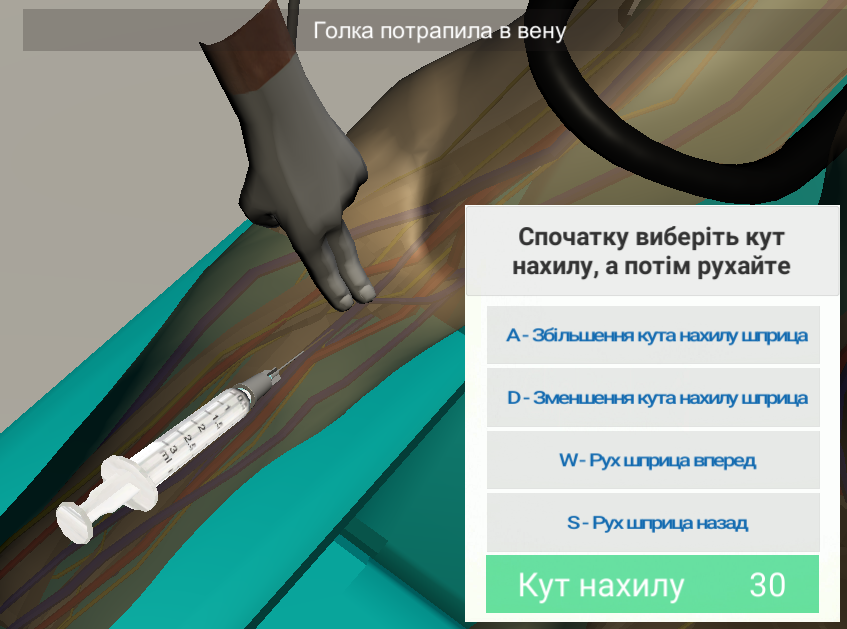 Голка потрапила в вену
Спочатку виберіть кут
нахилу, а потім рухайте
A - Збільшення кута нахилу шприца
D - Зменшення кута нахилу шприца
W - Рух шприца вперед
S - Рух шприца назад
Кут нахилу 30